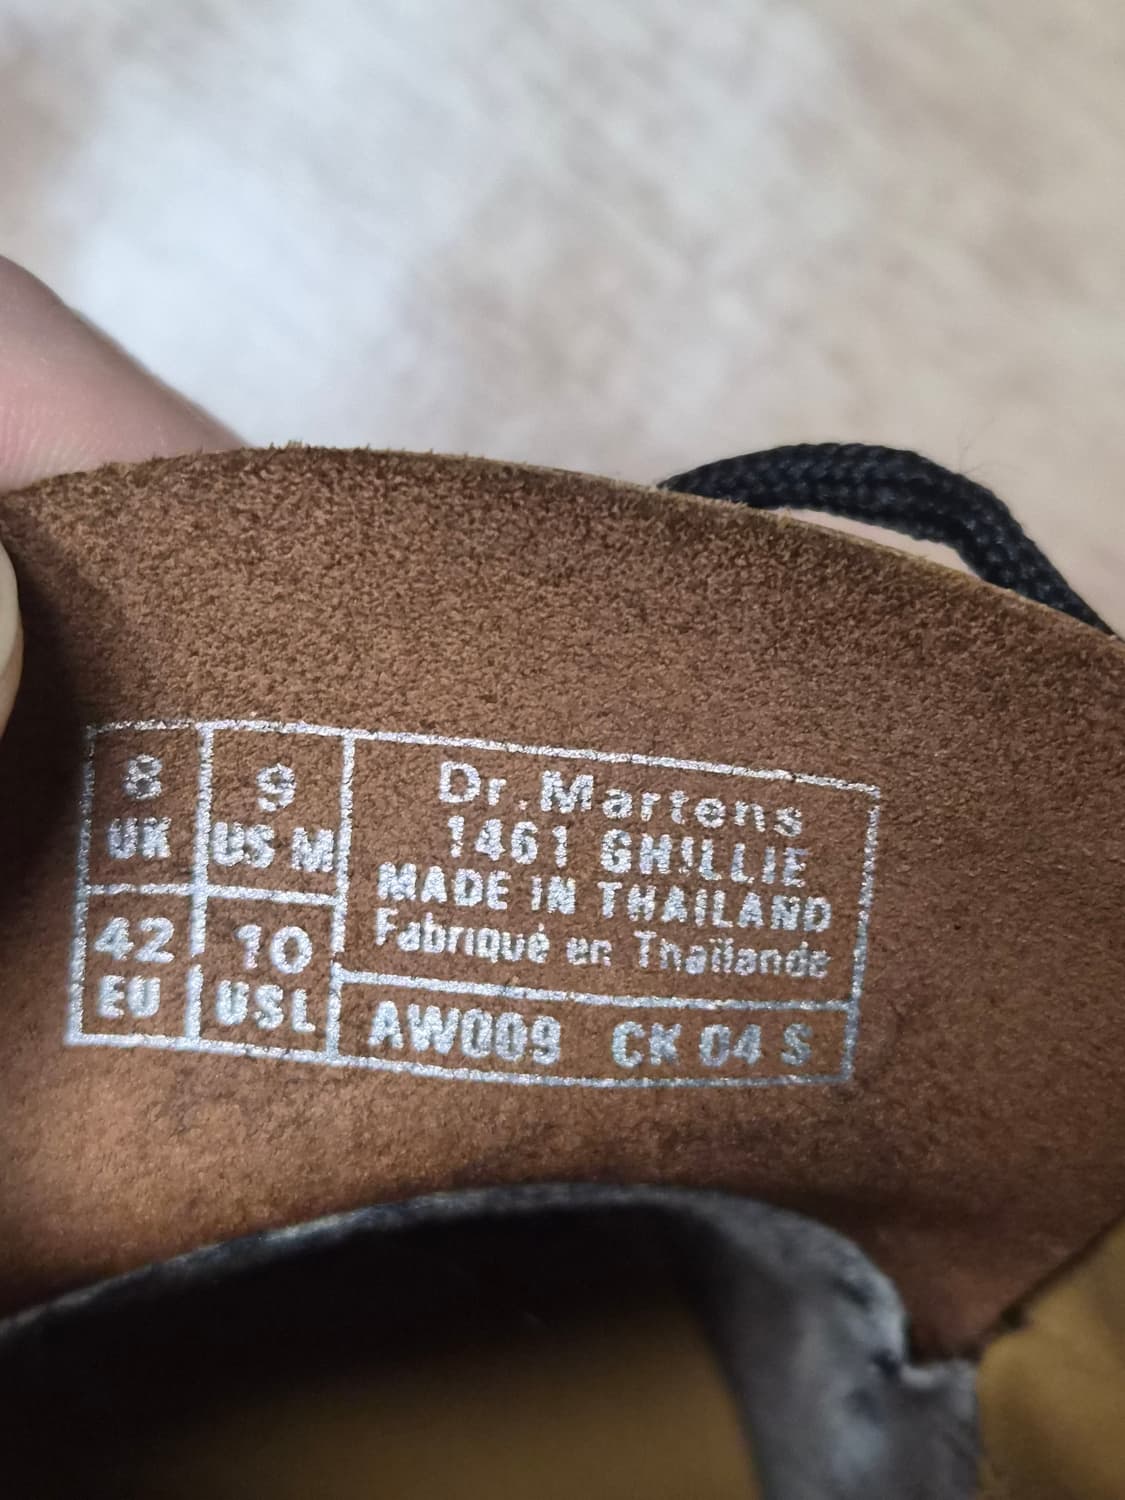 8
UK
9
US M
42
EU
10
USL
Dr.Martens
1461 GHILLIE
MADE IN THAILAND
Fabriqué en Thaïlande
AW009 CK 04 S